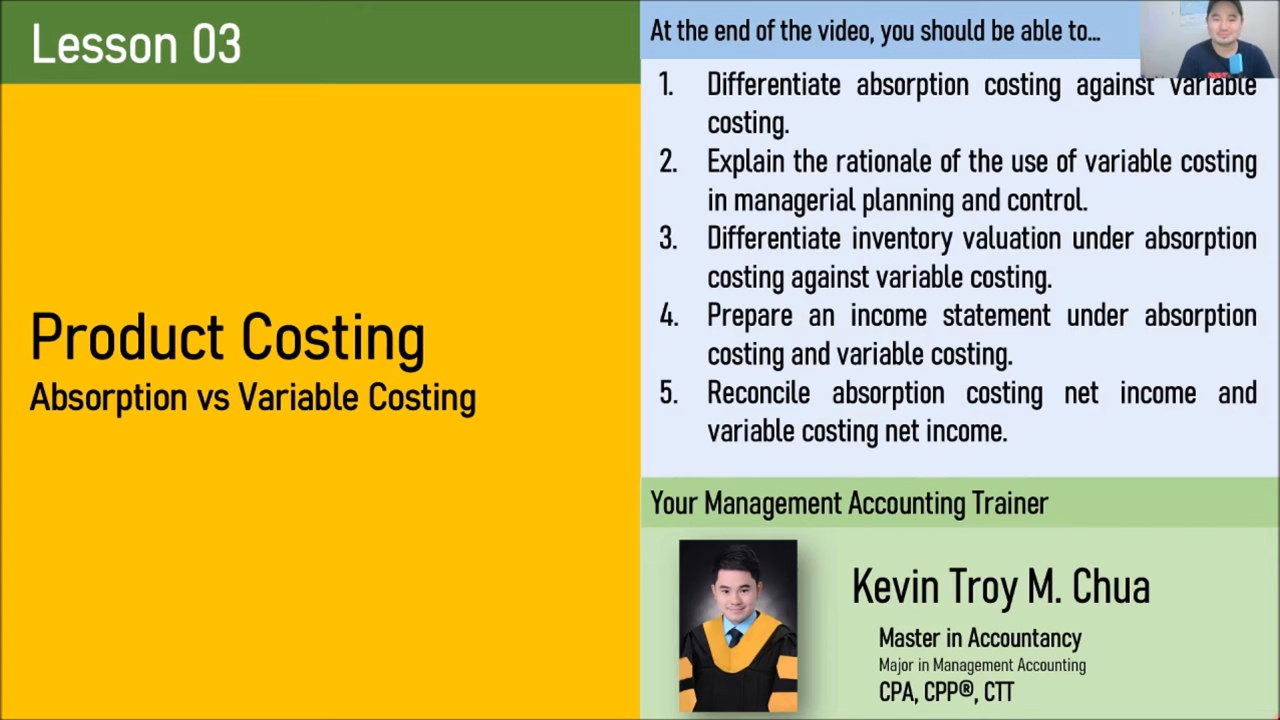 Lesson 03
Product Costing
Absorption vs Variable Costing
At the end of the video, you should be able to...
1. Differentiate absorption costing against variable
costing.
2. Explain the rationale of the use of variable costing
in managerial planning and control.
3. Differentiate inventory valuation under absorption
costing against variable costing.
4. Prepare an income statement under absorption
costing and variable costing.
5. Reconcile absorption costing net income and
variable costing net income.
Your Management Accounting Trainer
Kevin Troy M. Chua
Master in Accountancy
Major in Management Accounting
CPA, CPP®, CTT